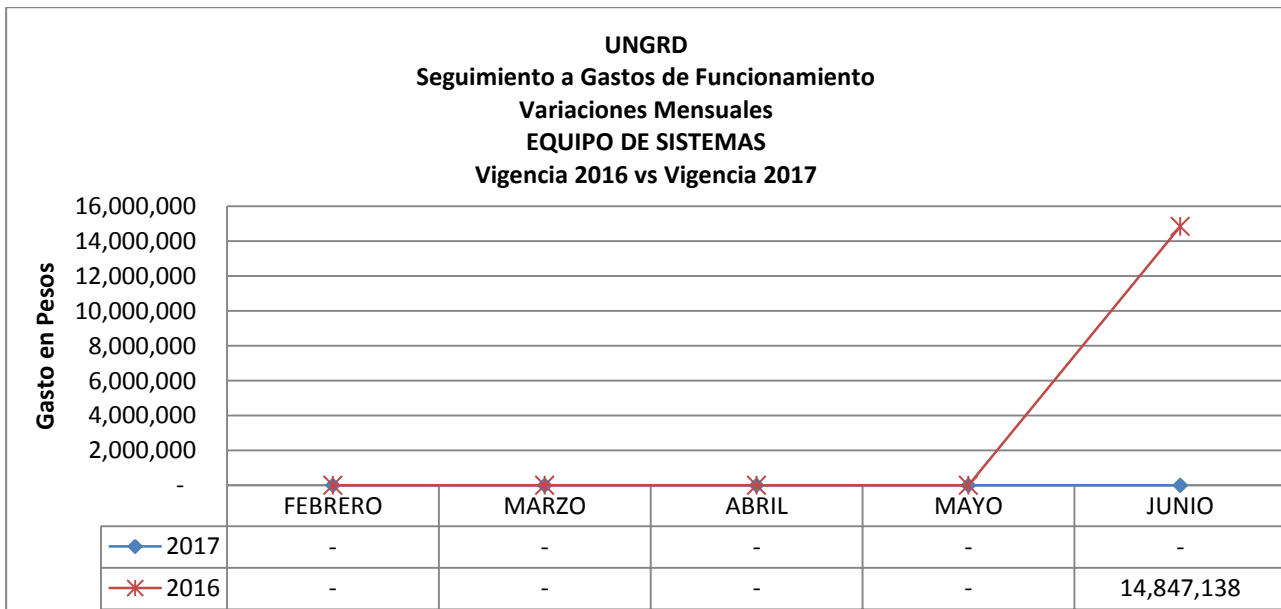 UNGRD
Seguimiento a Gastos de Funcionamiento
Variaciones Mensuales
EQUIPO DE SISTEMAS
Vigencia 2016 vs Vigencia 2017
Gasto en Pesos
16,000,000
14,000,000
12,000,000
10,000,000
8,000,000
6,000,000
4,000,000
2,000,000
-
FEBRERO MARZO ABRIL MAYO JUNIO
2017 - - - - -
2016 - - - - 14,847,138